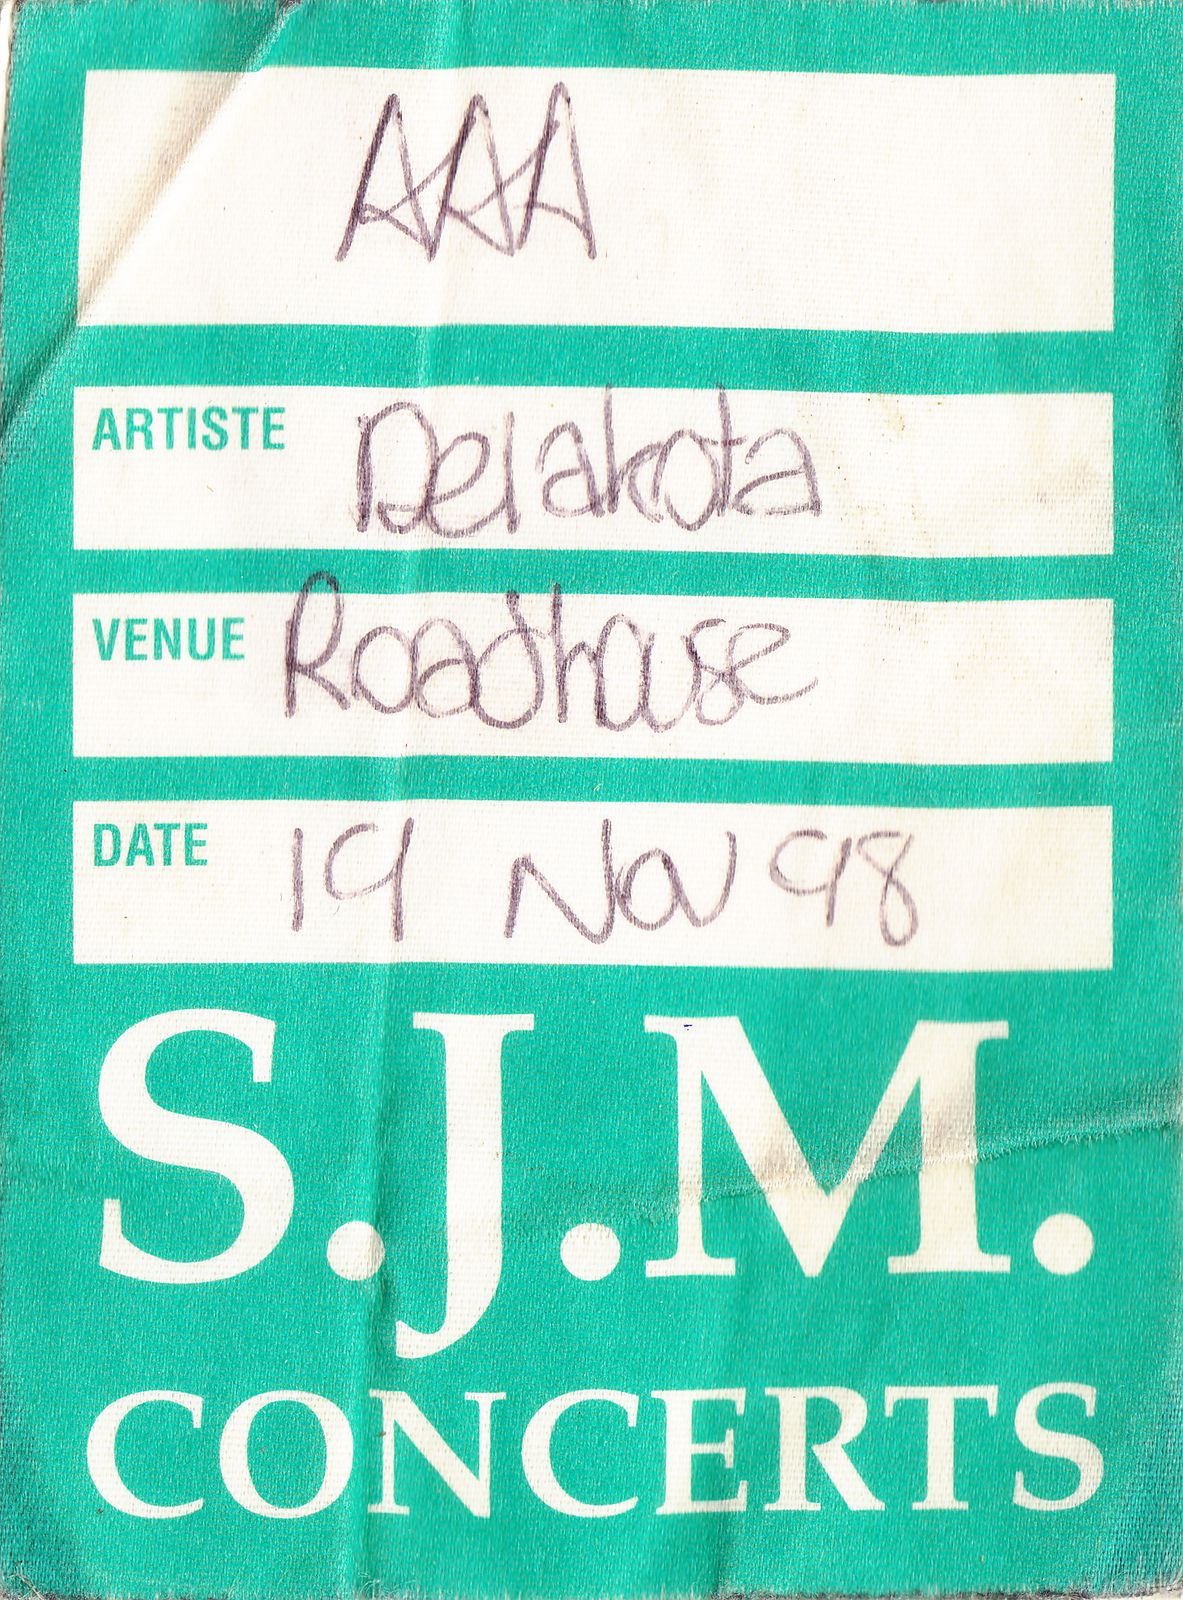 AAA
ARTISTE Delakota
VENUE Roadhouse
DATE 19 Nov 98
S.J.M.
CONCERTS